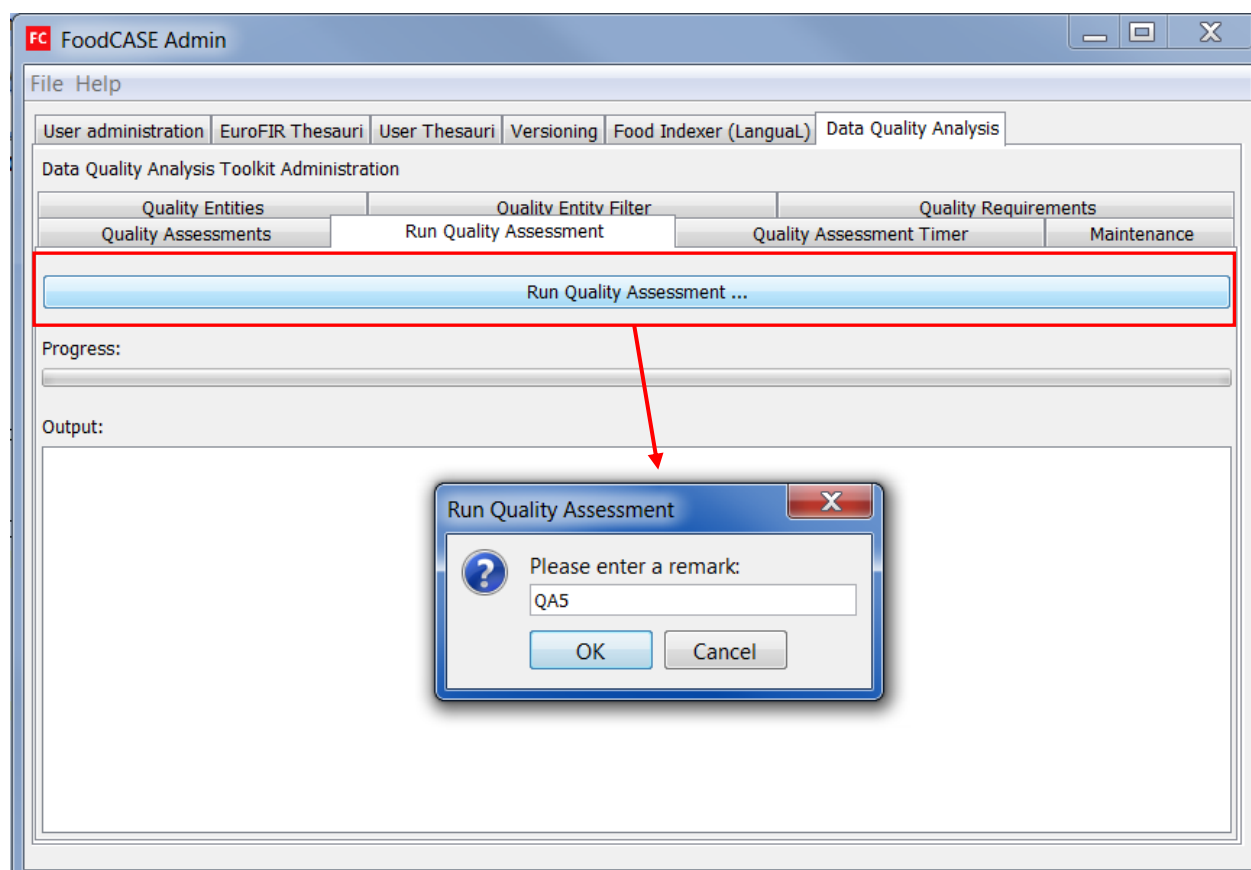 FC FoodCASE Admin
File Help
User administration EuroFIR Thesauri User Thesauri Versioning Food Indexer (LanguaL) Data Quality Analysis
Data Quality Analysis Toolkit Administration
Quality Entities Quality Entity Filter Quality Requirements
Quality Assessments Run Quality Assessment Quality Assessment Timer Maintenance
Run Quality Assessment ...
Progress:
Output:
Run Quality Assessment
Please enter a remark:
QA5
OK Cancel